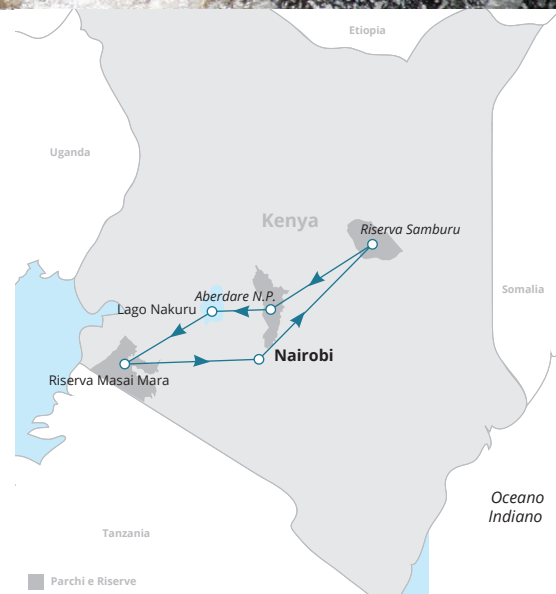 Etiopia
Uganda
Kenya
Riserva Samburu
Somalia
Aberdare N.P.
Lago Nakuru
Nairobi
Riserva Masai Mara
Oceano
Indiano
Tanzania
Parchi e Riserve